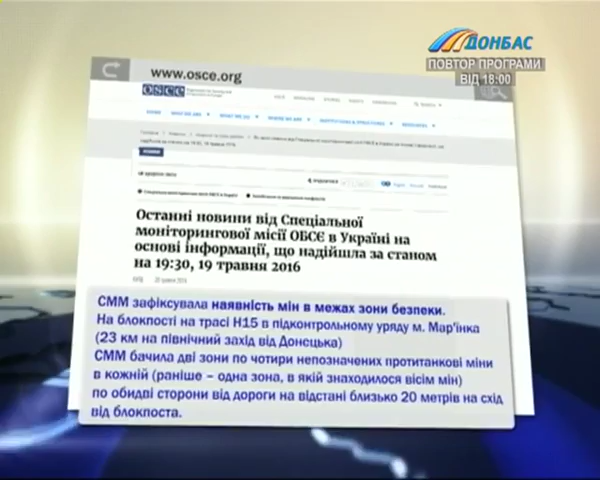 ДОНБАС
ПОВТОР ПРОГРАМИ
ВІД 18:00
www.osce.org
OSCE
Останні новини від Спеціальної
моніторингової місії ОБСЄ в Україні на
основі інформації, що надійшла за станом
на 19:30, 19 травня 2016
СММ зафіксувала наявність мін в межах зони безпеки.
На блокпості на трасі Н15 в підконтрольному уряду м. Мар'їнка
(23 км на північний захід від Донецька)
СММ бачила дві зони по чотири непозначених протитанкові міни
в кожній (раніше – одна зона, в якій знаходилося вісім мін)
по обидві сторони від дороги на відстані близько 20 метрів на схід
від блокпоста.